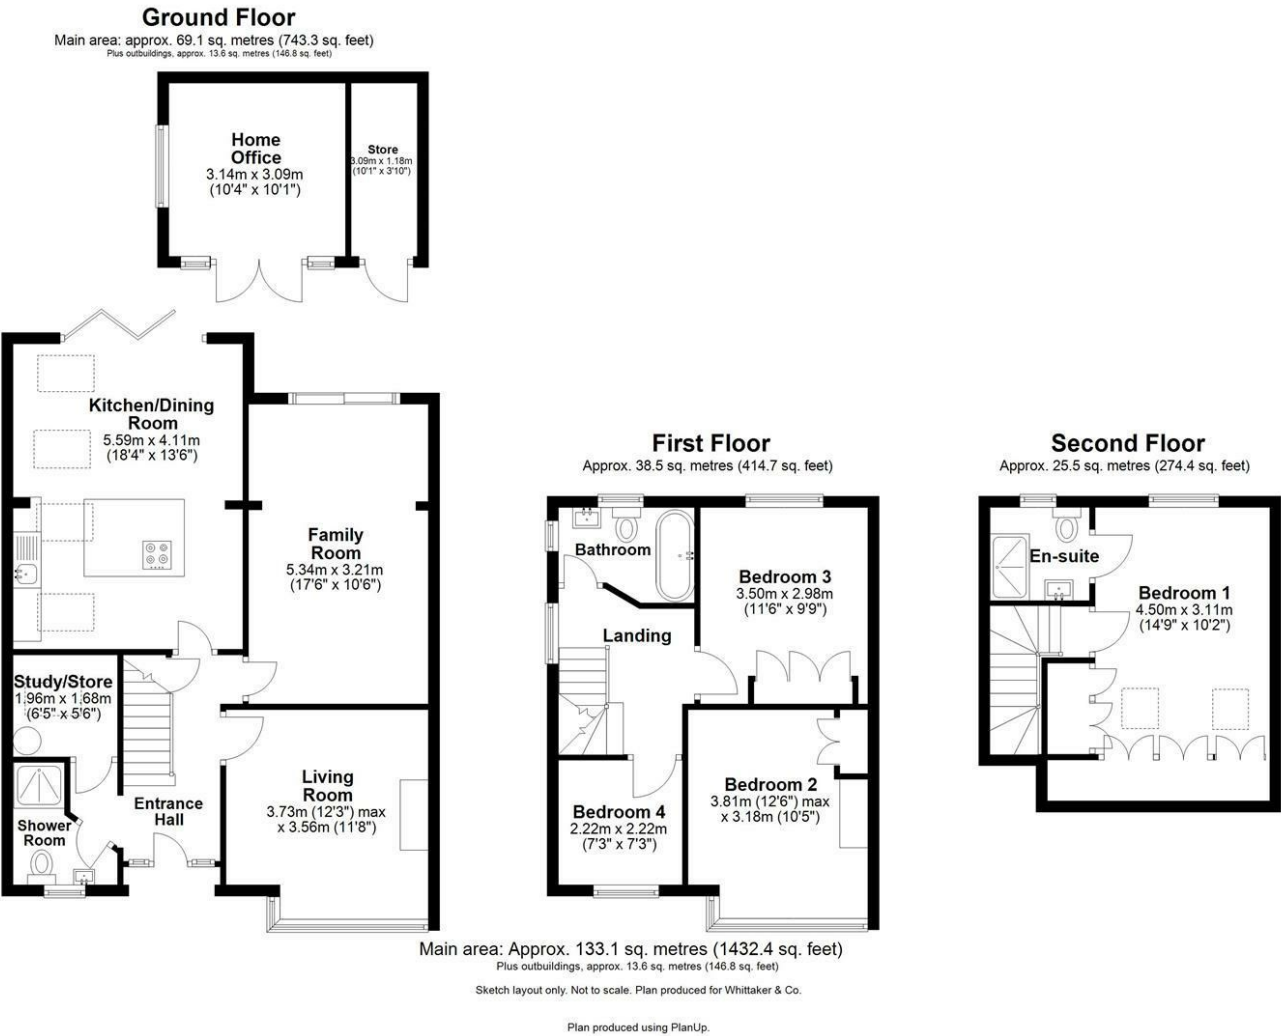 Ground Floor
Main area: approx. 69.1 sq. metres (743.3 sq. feet)
Plus outbuildings, approx. 13.6 sq. metres (146.8 sq. feet)
Home
Office
3.14m x 3.09m
(10'4" x 10'1")
Store
3.09m x 1.18m
(10'1" x 3'10")
Kitchen/Dining
Room
5.59m x 4.11m
(18'4" x 13'6")
Family
Room
5.34m x 3.21m
(17'6" x 10'6")
Study/Store
1.96m x 1.68m
(6'5" x 5'6")
Living
Room
3.73m (12'3") max
x 3.56m (11'8")
Entrance
Hall
Shower
Room
First Floor
Approx. 38.5 sq. metres (414.7 sq. feet)
Bathroom
Bedroom 3
3.50m x 2.98m
(11'6" x 9'9")
Landing
Bedroom 2
3.81m (12'6") max
x 3.18m (10'5")
Bedroom 4
2.22m x 2.22m
(7'3" x 7'3")
Second Floor
Approx. 25.5 sq. metres (274.4 sq. feet)
En-suite
Bedroom 1
4.50m x 3.11m
(14'9" x 10'2")
Main area: Approx. 133.1 sq. metres (1432.4 sq. feet)
Plus outbuildings, approx. 13.6 sq. metres (146.8 sq. feet)
Sketch layout only. Not to scale. Plan produced for Whittaker & Co.
Plan produced using PlanUp.